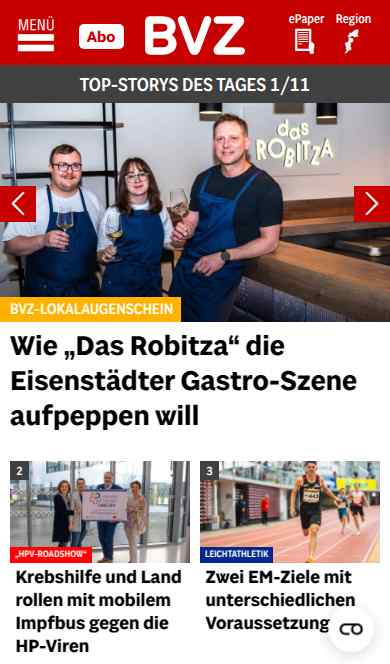 MENÜ
Abo
BVZ
ePaper
Region
TOP-STORYS DES TAGES 1/11
das
ROBITZA
BVZ-LOKALAUGENSCHEIN
Wie „Das Robitza“ die
Eisenstädter Gastro-Szene
aufpeppen will
2
„HPV-ROADSHOW“
Krebshilfe und Land
rollen mit mobilem
Impfbus gegen die
HP-Viren
3
LEICHTATHLETIK
Zwei EM-Ziele mit
unterschiedlichen
Voraussetzung